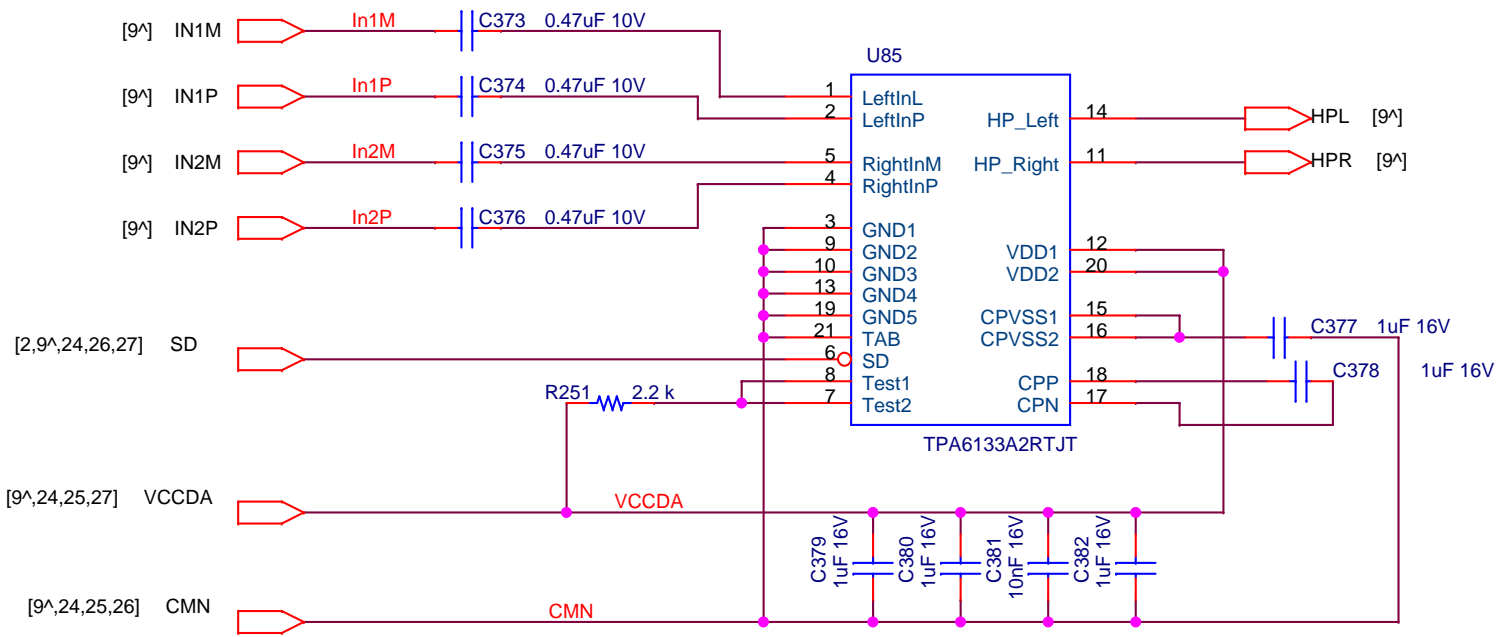 [9^] IN1M In1M C373 0.47uF 10V
U85
[9^] IN1P In1P C374 0.47uF 10V
1 LeftInL
2 LeftInP HP_Left 14 HPL [9^]
[9^] IN2M In2M C375 0.47uF 10V
5 RightInM HP_Right 11 HPR [9^]
4 RightInP
[9^] IN2P In2P C376 0.47uF 10V
3 GND1
9 GND2 VDD1 12
10 GND3 VDD2 20
13 GND4
19 GND5 CPVSS1 15
21 TAB CPVSS2 16 C377 1uF 16V
[2,9^,24,26,27] SD
6 SD
8 Test1 CPP 18 C378 1uF 16V
R251 2.2 k
7 Test2 CPN 17
TPA6133A2RTJT
[9^,24,25,27] VCCDA VCCDA
C379 1uF 16V
C380 1uF 16V
C381 10nF 16V
C382 1uF 16V
[9^,24,25,26] CMN CMN